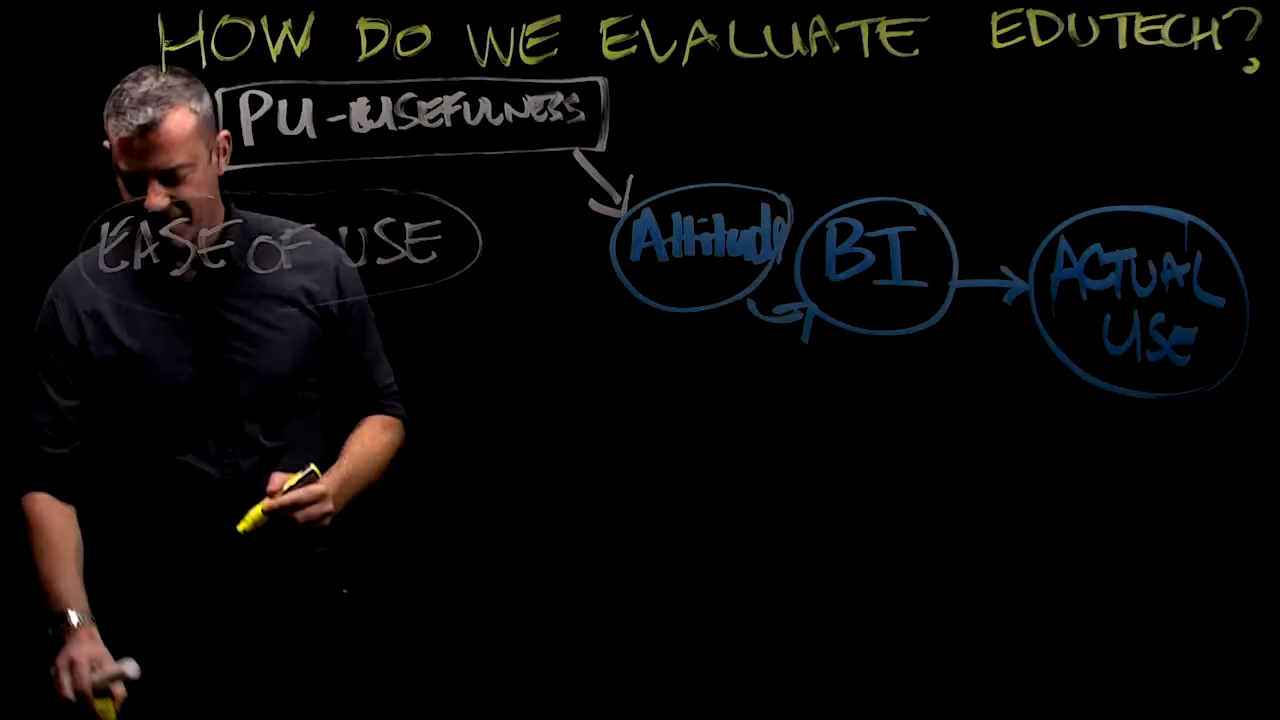 HOW DO WE EVALUATE EDUTECH?
PU-USEFULNESS
EASE OF USE
Attitude
BI
ACTUAL
USE